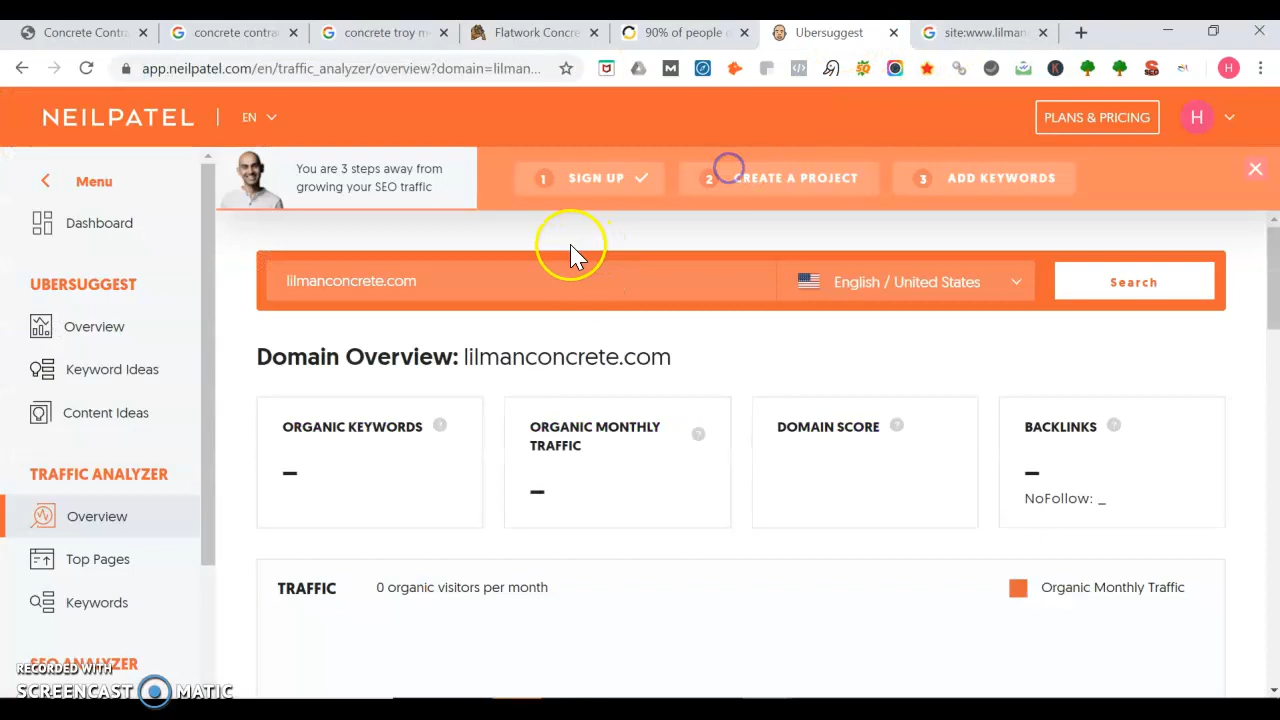 Concrete Contra
concrete contrac
concrete troy m
Flatwork Concre
90% of people
Ubersuggest
site:www.lilman
app.neilpatel.com/en/traffic_analyzer/overview?domain=lilman...
H
NEILPATEL
EN
PLANS & PRICING
H
Menu
You are 3 steps away from
growing your SEO traffic
1 SIGN UP
2 CREATE A PROJECT
3 ADD KEYWORDS
Dashboard
UBERSUGGEST
Overview
Keyword Ideas
Content Ideas
TRAFFIC ANALYZER
Overview
Top Pages
Keywords
SEO ANALYZER
lilmanconcrete.com
English / United States
Search
Domain Overview: lilmanconcrete.com
ORGANIC KEYWORDS ?
–
ORGANIC MONTHLY
TRAFFIC ?
–
DOMAIN SCORE ?
BACKLINKS ?
–
NoFollow: _
TRAFFIC
0 organic visitors per month
Organic Monthly Traffic
RECORDED WITH
SCREENCAST MATIC